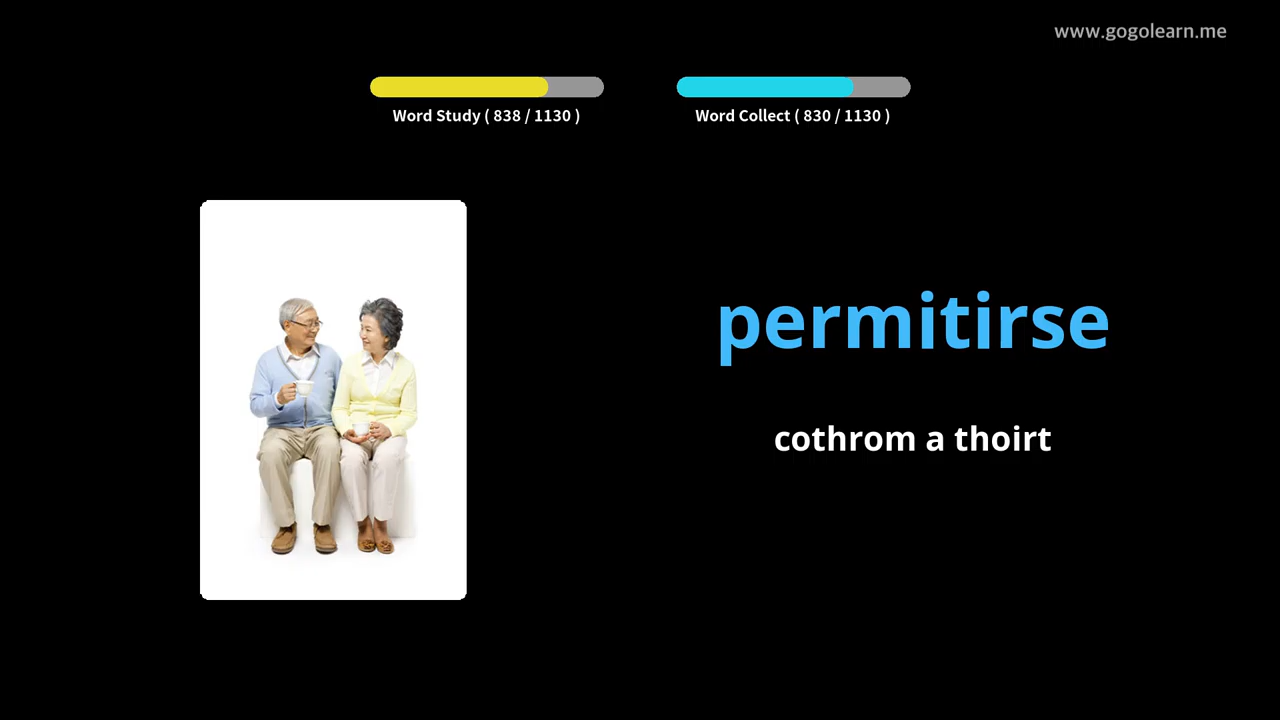 www.gogolearn.me
Word Study ( 838 / 1130 )
Word Collect ( 830 / 1130 )
permitirse
cothrom a thoirt